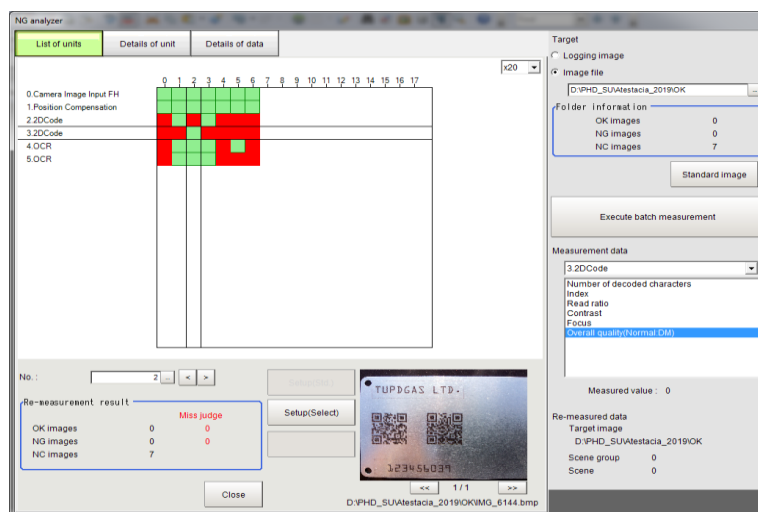 NG analyzer
List of units
Details of unit
Details of data
x20
0 1 2 3 4 5 6 7 8 9 10 11 12 13 14 15 16 17
0.Camera Image Input FH
1.Position Compensation
2.2DCode
3.2DCode
4.OCR
5.OCR
No. :
2 ... < >
Re-measurement result
Miss judge
OK images 0 0
NG images 0 0
NC images 7
Setup(Select)
Close
TUPDGAS LTD.
123456039
<< 1 / 1 >>
D:\PHD_SU\Atestacia_2019\OK\IMG_6144.bmp
Target
Logging image
Image file
D:\PHD_SU\Atestacia_2019\OK
...
Folder information
OK images 0
NG images 0
NC images 7
Standard image
Execute batch measurement
Measurement data
3.2DCode
Number of decoded characters
Index
Read ratio
Contrast
Focus
Overall quality(Normal:DM)
Measured value : 0
Re-measured data
Target image
D:\PHD_SU\Atestacia_2019\OK
Scene group 0
Scene 0